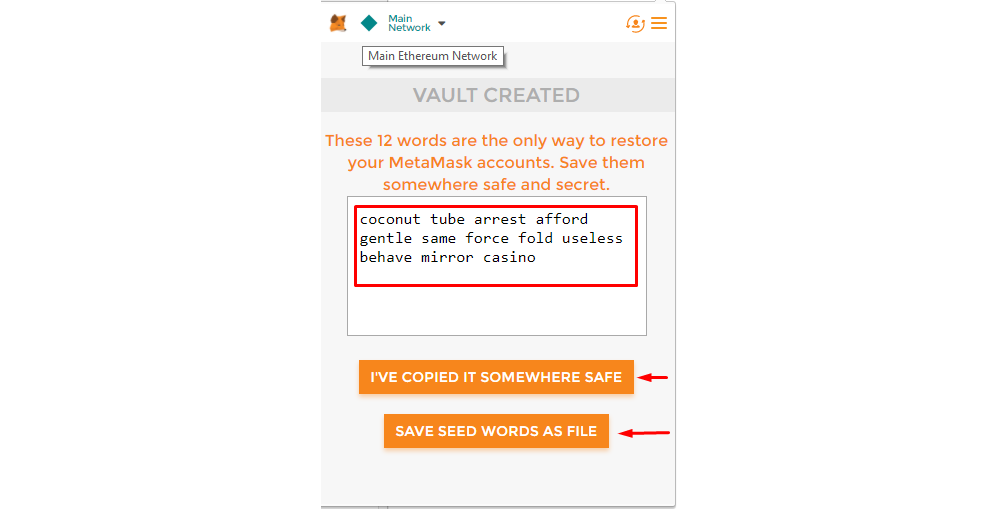 Main
Network
Main Ethereum Network
VAULT CREATED
These 12 words are the only way to restore
your MetaMask accounts. Save them
somewhere safe and secret.
coconut tube arrest afford
gentle same force fold useless
behave mirror casino
I'VE COPIED IT SOMEWHERE SAFE
SAVE SEED WORDS AS FILE